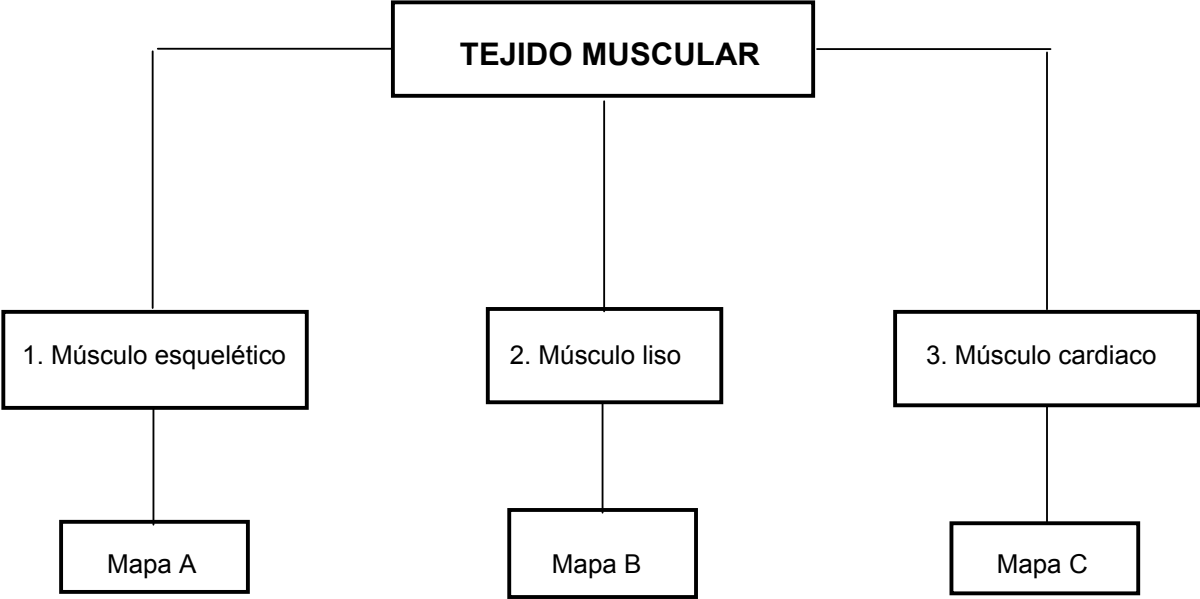 TEJIDO MUSCULAR
1. Músculo esquelético
2. Músculo liso
3. Músculo cardiaco
Mapa A
Mapa B
Mapa C